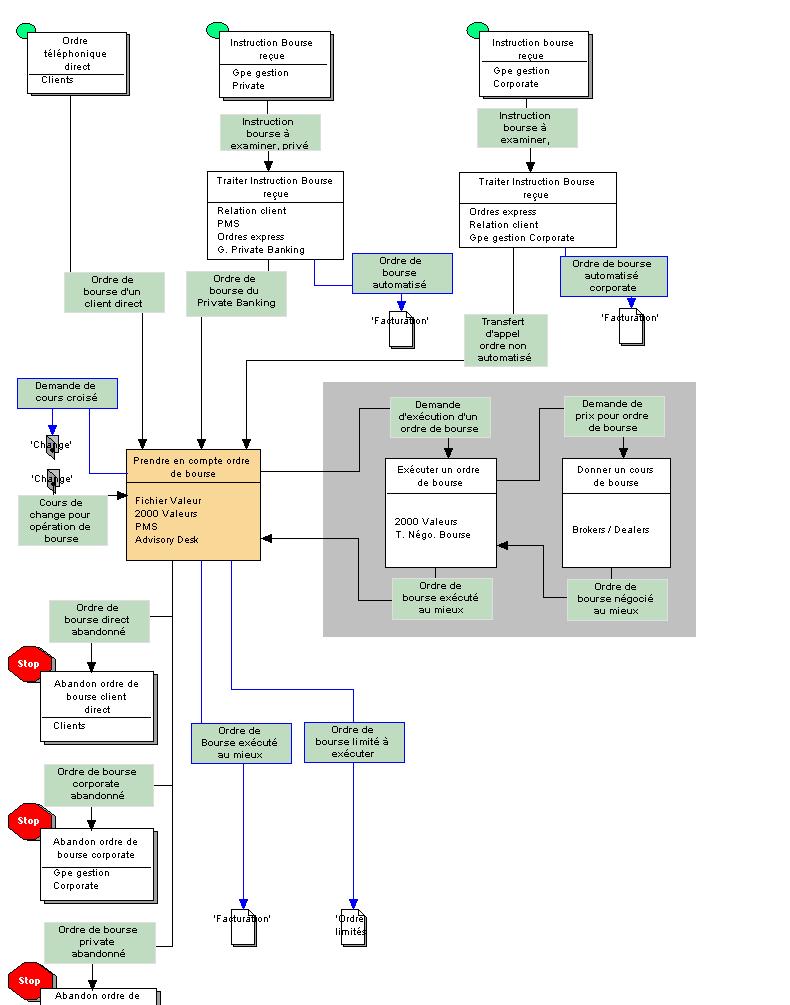 Ordre
téléphonique
direct
Clients
Instruction Bourse
reçue
Gpe gestion
Private
Instruction bourse
reçue
Gpe gestion
Corporate
Instruction
bourse à
examiner, privé
Instruction
bourse à
examiner,
Traiter Instruction Bourse
reçue
Relation client
PMS
Ordres express
G. Private Banking
Traiter Instruction Bourse
reçue
Ordres express
Relation client
Gpe gestion Corporate
Ordre de
bourse d'un
client direct
Ordre de
bourse du
Private Banking
Ordre de
bourse
automatisé
Ordre de bourse
automatisé
corporate
'Facturation'
'Facturation'
Transfert
d'appel
ordre non
automatisé
Demande de
cours croisé
'Change'
'Change'
Cours de
change pour
opération de
bourse
Prendre en compte ordre
de bourse
Fichier Valeur
2000 Valeurs
PMS
Advisory Desk
Demande
d'exécution d'un
ordre de bourse
Demande de
prix pour ordre
de bourse
Exécuter un ordre
de bourse
2000 Valeurs
T. Négo. Bourse
Donner un cours
de bourse
Brokers / Dealers
Ordre de
bourse exécuté
au mieux
Ordre de
bourse négocié
au mieux
Ordre de
bourse direct
abandonné
Stop
Abandon ordre de
bourse client
direct
Clients
Ordre de
Bourse exécuté
au mieux
Ordre de
bourse limité à
exécuter
Ordre de bourse
corporate
abandonné
Stop
Abandon ordre de
bourse corporate
Gpe gestion
Corporate
'Facturation'
'Ordre
limités
Ordre de bourse
private
abandonné
Stop
Abandon ordre de